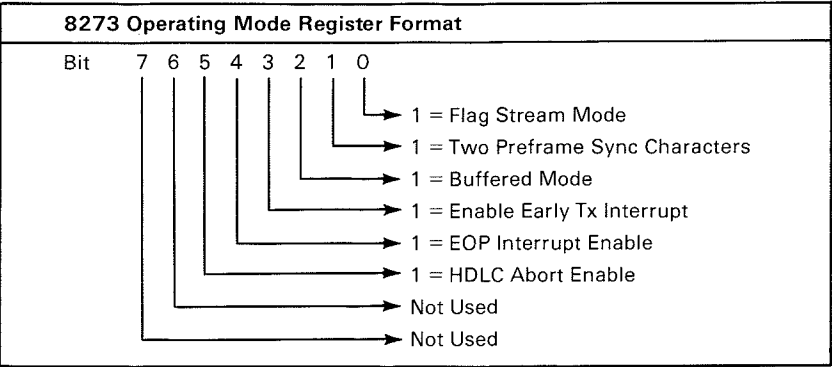 8273 Operating Mode Register Format
Bit 7 6 5 4 3 2 1 0
1 = Flag Stream Mode
1 = Two Preframe Sync Characters
1 = Buffered Mode
1 = Enable Early Tx Interrupt
1 = EOP Interrupt Enable
1 = HDLC Abort Enable
Not Used
Not Used